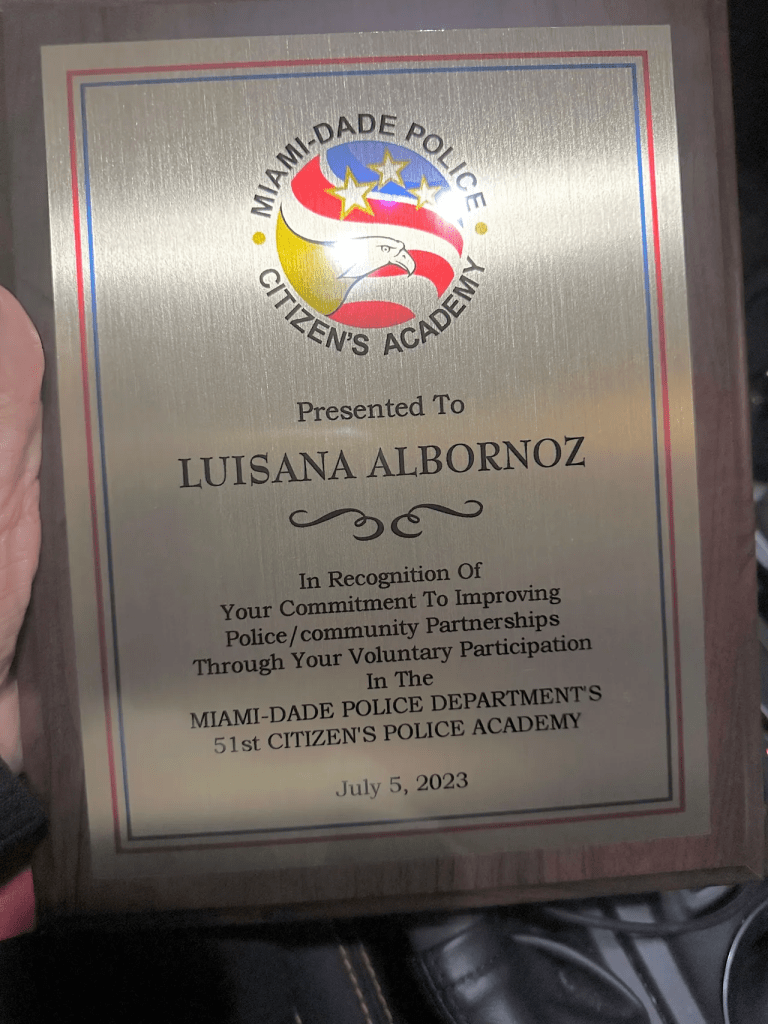 MIAMI-DADE POLICE
CITIZEN'S ACADEMY
Presented To
LUISANA ALBORNOZ
In Recognition Of
Your Commitment To Improving
Police/community Partnerships
Through Your Voluntary Participation
In The
MIAMI-DADE POLICE DEPARTMENT'S
51st CITIZEN'S POLICE ACADEMY
July 5, 2023